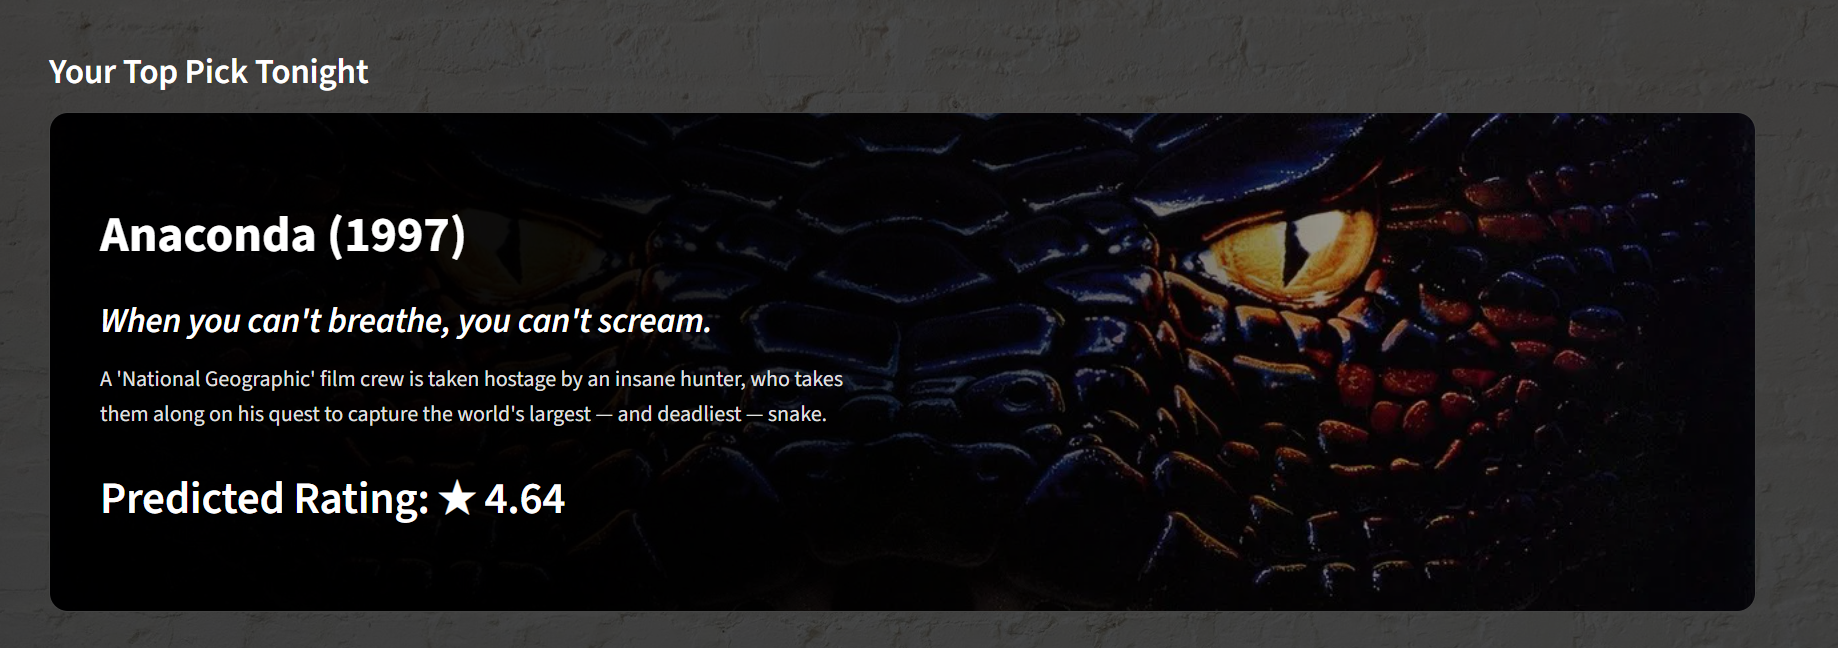 Your Top Pick Tonight
Anaconda (1997)
When you can't breathe, you can't scream.
A 'National Geographic' film crew is taken hostage by an insane hunter, who takes
them along on his quest to capture the world's largest — and deadliest — snake.
Predicted Rating: ★ 4.64